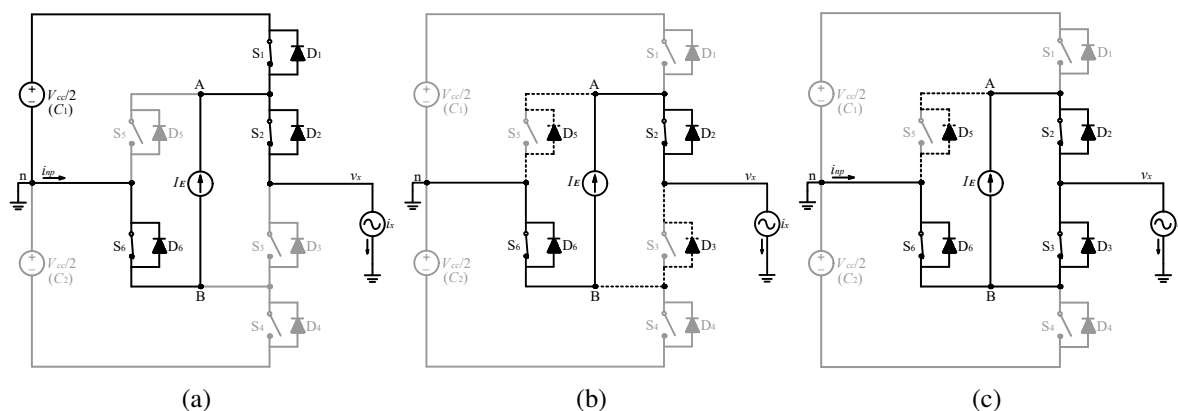 S1 D1
A
Vcc/2
(C1)
S5 D5
S2 D2
n inp
IE
vx
S6 D6
S3 D3
ix
Vcc/2
(C2)
B
S4 D4
(a)
S1 D1
A
Vcc/2
(C1)
S5 D5
S2 D2
n
IE
vx
S6 D6
S3 D3
ix
Vcc/2
(C2)
B
S4 D4
(b)
S1 D1
A
Vcc/2
(C1)
S5 D5
S2 D2
n inp
IE
vx
S6 D6
S3 D3
Vcc/2
(C2)
B
S4 D4
(c)